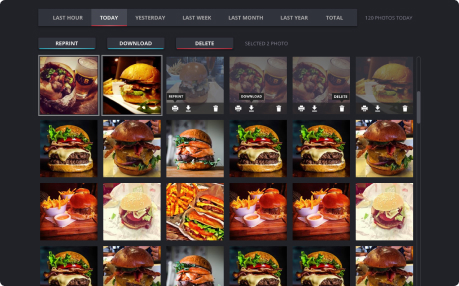 LAST HOUR TODAY YESTERDAY LAST WEEK LAST MONTH LAST YEAR TOTAL 120 PHOTOS TODAY
REPRINT DOWNLOAD DELETE SELECTED 2 PHOTO
REPRINT DOWNLOAD DELETE